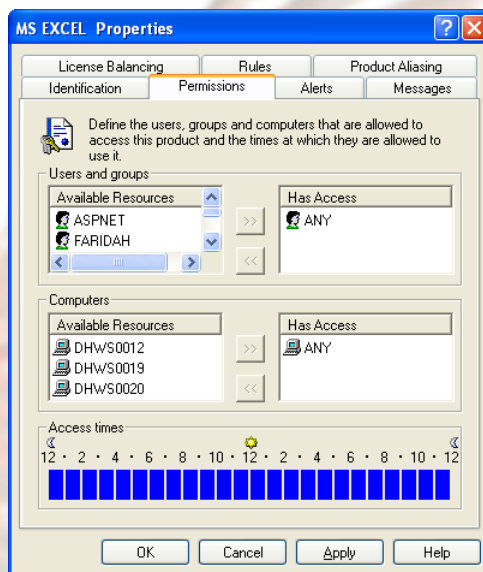 MS EXCEL Properties
License Balancing Rules Product Aliasing
Identification Permissions Alerts Messages
Define the users, groups and computers that are allowed to
access this product and the times at which they are allowed to
use it.
Users and groups
Available Resources Has Access
ASPNET >> ANY
FARIDAH
<<
Computers
Available Resources Has Access
DHWS0012 >> ANY
DHWS0019
DHWS0020 <<
Access times
12 · 2 · 4 · 6 · 8 · 10 · 12 · 2 · 4 · 6 · 8 · 10 · 12
OK Cancel Apply Help